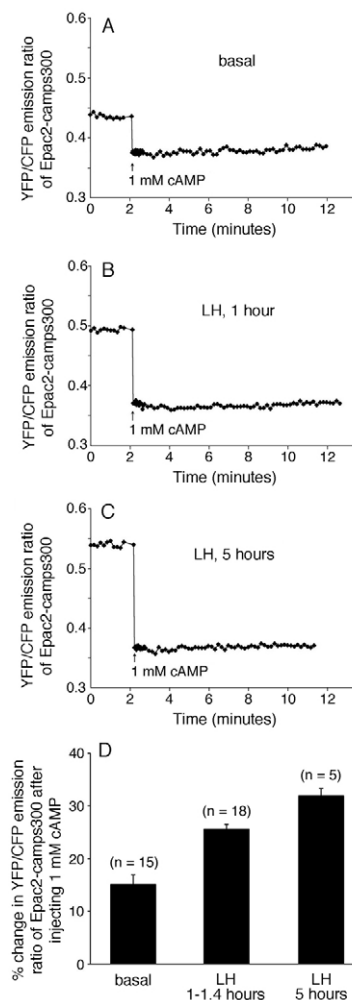 A
basal
YFP/CFP emission ratio
of Epac2-camps300
0.6
0.5
0.4
0.3
↑
1 mM cAMP
0 2 4 6 8 10 12
Time (minutes)
B
LH, 1 hour
YFP/CFP emission ratio
of Epac2-camps300
0.6
0.5
0.4
0.3
↑
1 mM cAMP
0 2 4 6 8 10 12
Time (minutes)
C
LH, 5 hours
YFP/CFP emission ratio
of Epac2-camps300
0.6
0.5
0.4
0.3
↑
1 mM cAMP
0 2 4 6 8 10 12
Time (minutes)
D
% change in YFP/CFP emission
ratio of Epac2-camps300 after
injecting 1 mM cAMP
40
30
20
10
0
(n = 15)
(n = 18)
(n = 5)
basal
LH
1-1.4 hours
LH
5 hours